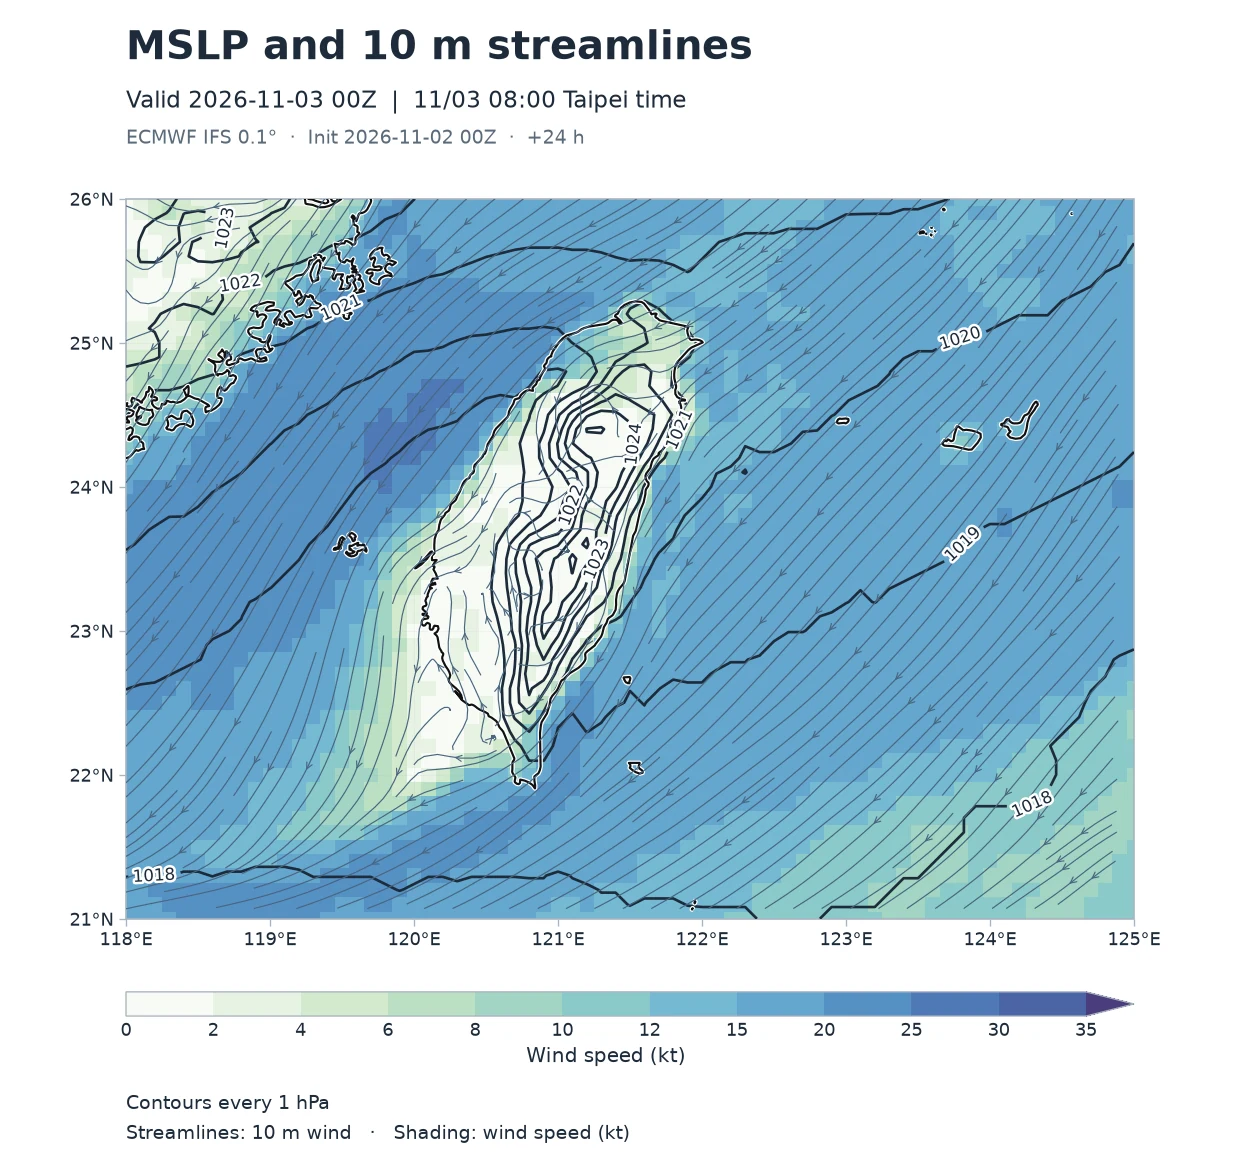 MSLP and 10 m streamlines
Valid 2026-11-03 00Z | 11/03 08:00 Taipei time
ECMWF IFS 0.1° · Init 2026-11-02 00Z · +24 h
26°N
1023
1022
1021
25°N
1020
1021
1024
24°N
1022
1019
1023
23°N
22°N
1018
1018
21°N
118°E 119°E 120°E 121°E 122°E 123°E 124°E 125°E
0 2 4 6 8 10 12 15 20 25 30 35
Wind speed (kt)
Contours every 1 hPa
Streamlines: 10 m wind · Shading: wind speed (kt)